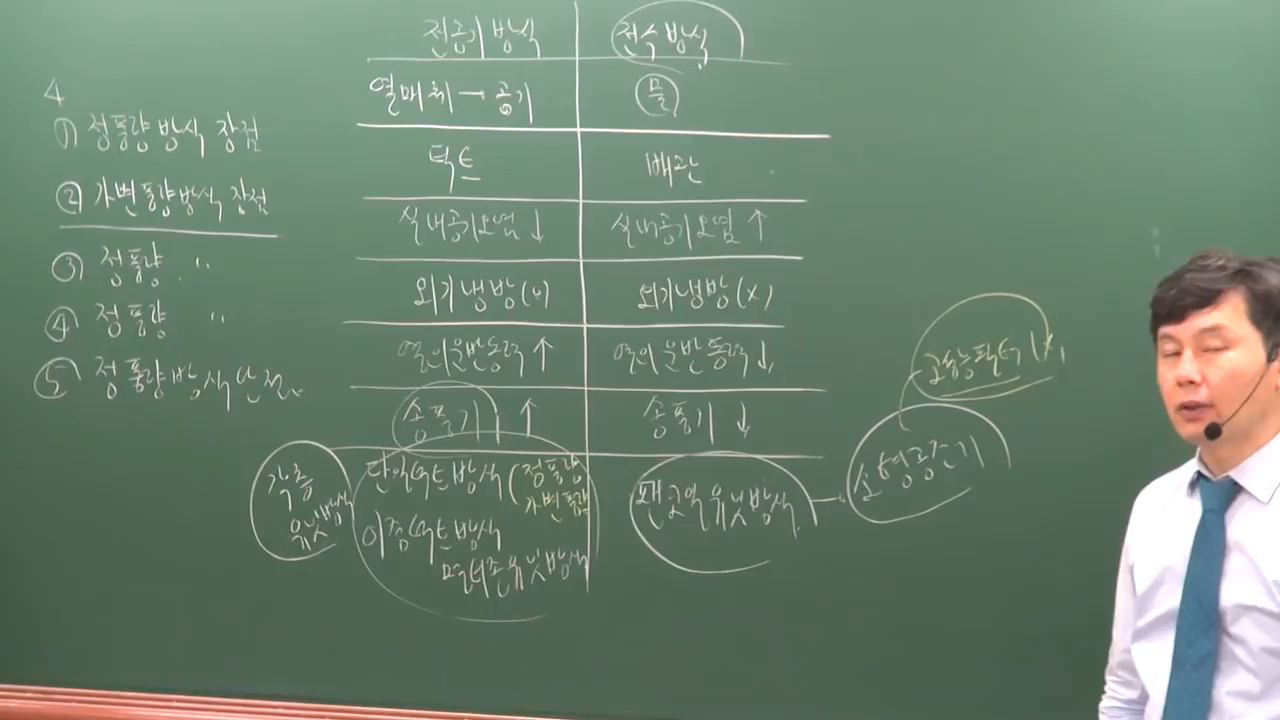 4
① 정풍량방식 장점
② 가변풍량방식 장점
③ 정풍량 〃
④ 정풍량 〃
⑤ 정풍량방식 단점
전공기방식 전수방식
열매체 → 공기 물
덕트 배관
실내공기오염 ↓ 실내공기오염 ↑
외기냉방(o) 외기냉방(x)
열의운반동력 ↑ 열의운반동력 ↓
송풍기 ↑ 송풍기 ↓
각층
유닛방식
단일덕트방식 (정풍량
가변풍량
이중덕트방식
멀티존유닛방식
팬코일유닛방식
소형공조기
고성능필터(x)